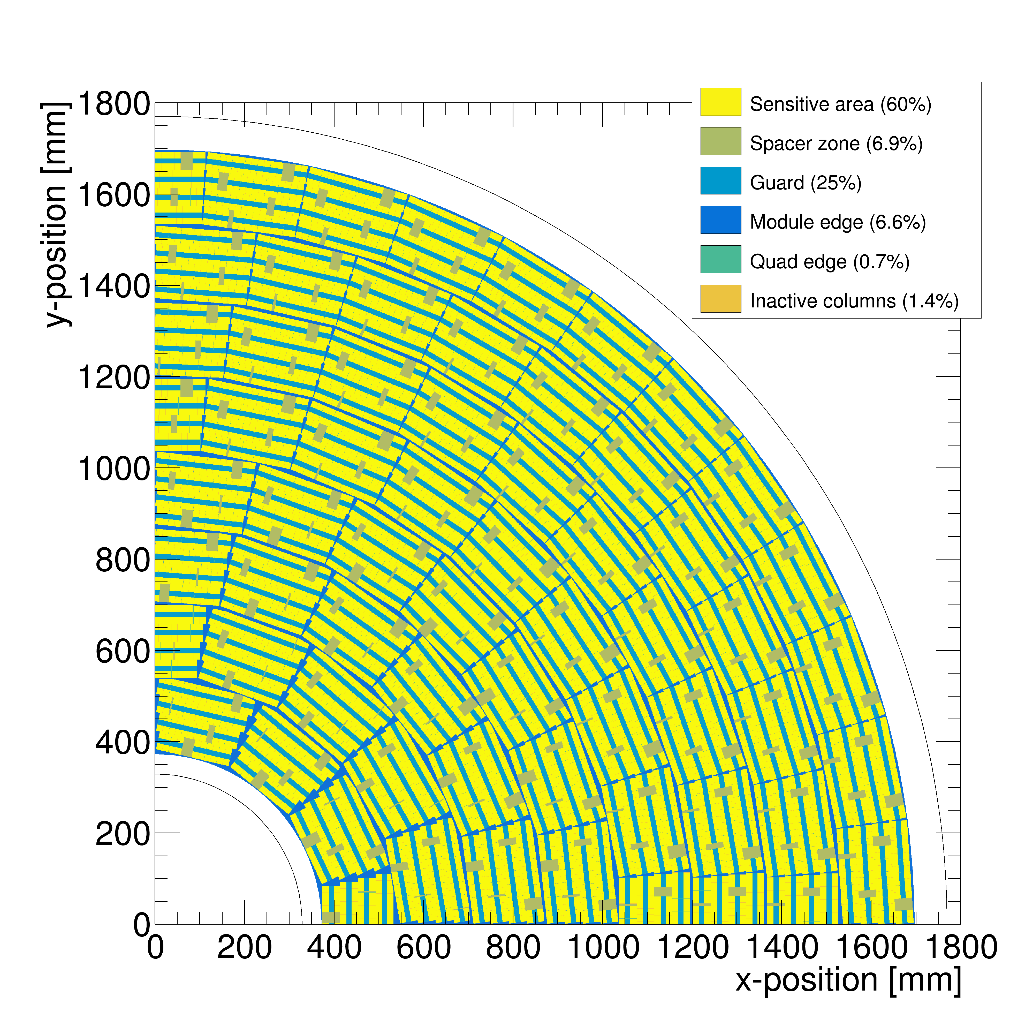 Sensitive area (60%)
Spacer zone (6.9%)
Guard (25%)
Module edge (6.6%)
Quad edge (0.7%)
Inactive columns (1.4%)
y-position [mm]
1800
1600
1400
1200
1000
800
600
400
200
0
0 200 400 600 800 1000 1200 1400 1600 1800
x-position [mm]